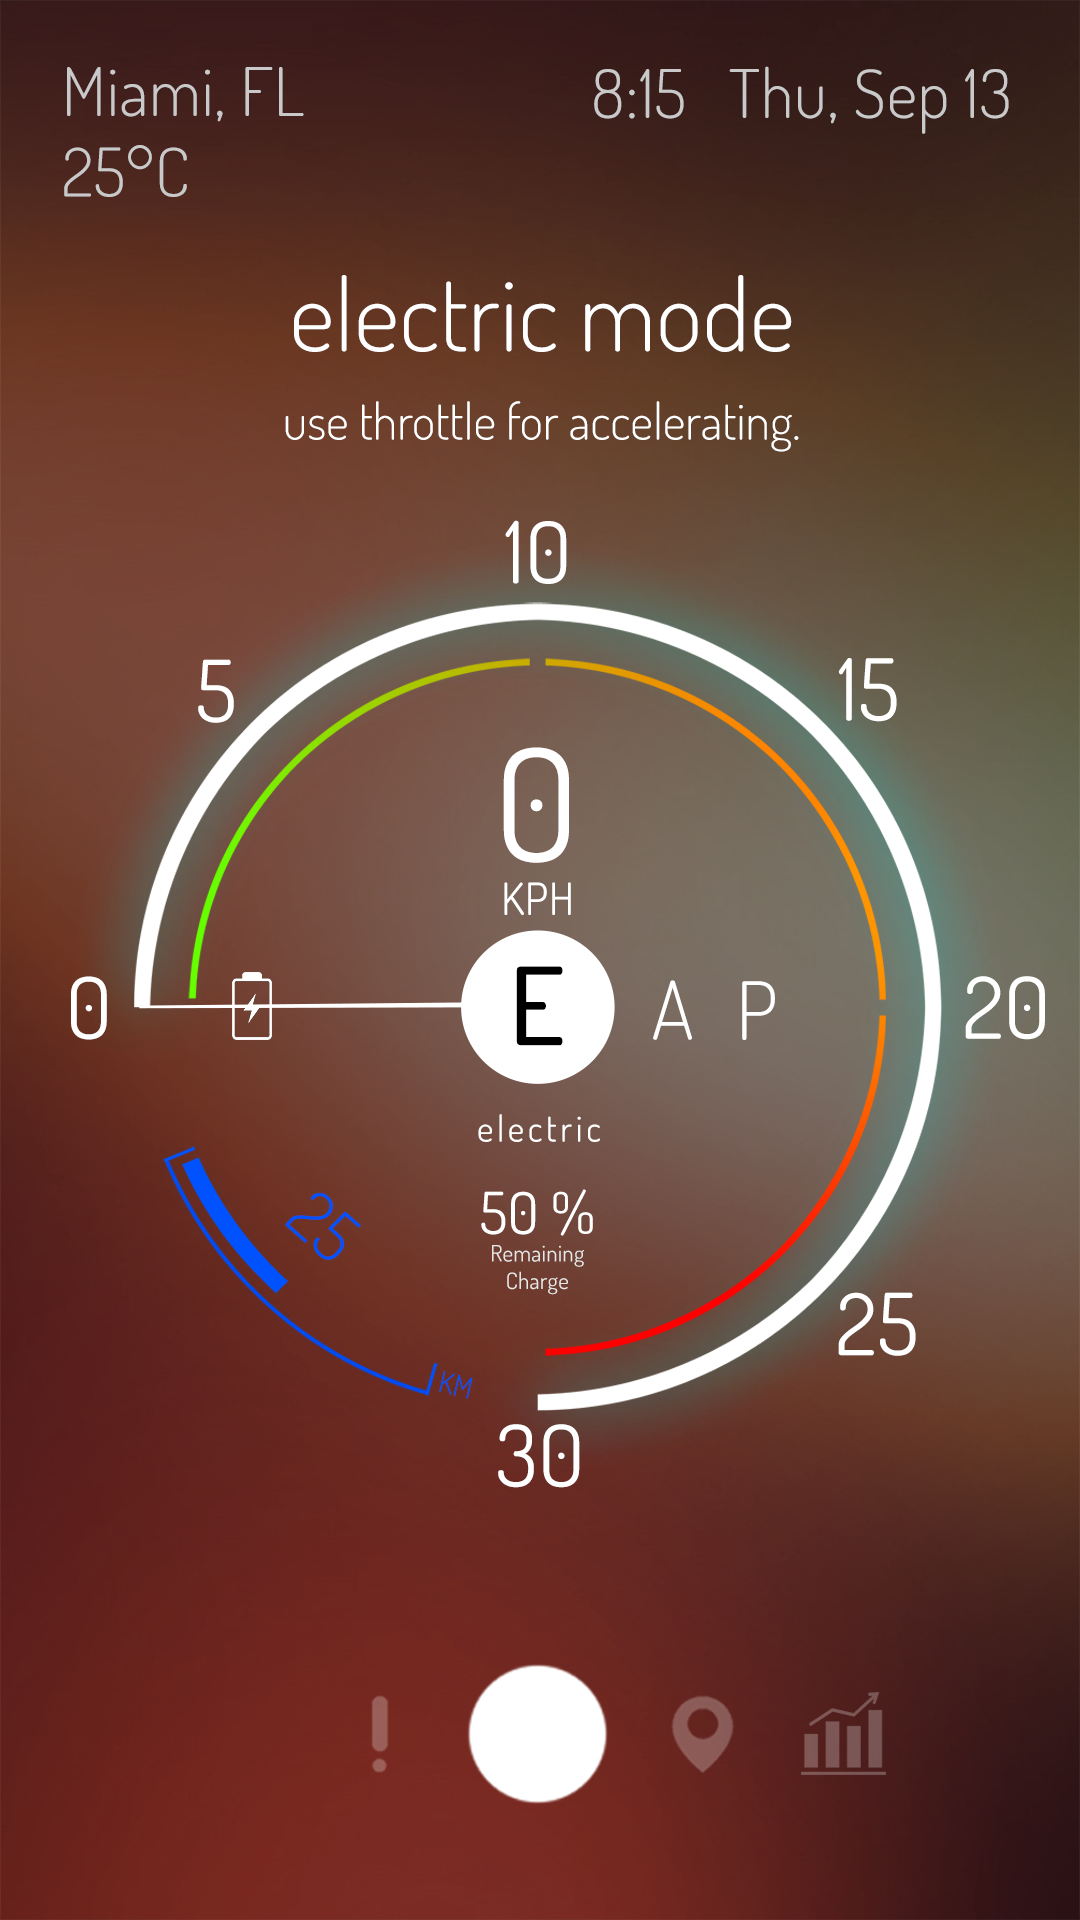 Miami, FL
8:15 Thu, Sep 13
25°C
electric mode
use throttle for accelerating.
10
5
15
0
KPH
0
E A P
20
electric
25
50 %
Remaining
Charge
25
KM
30